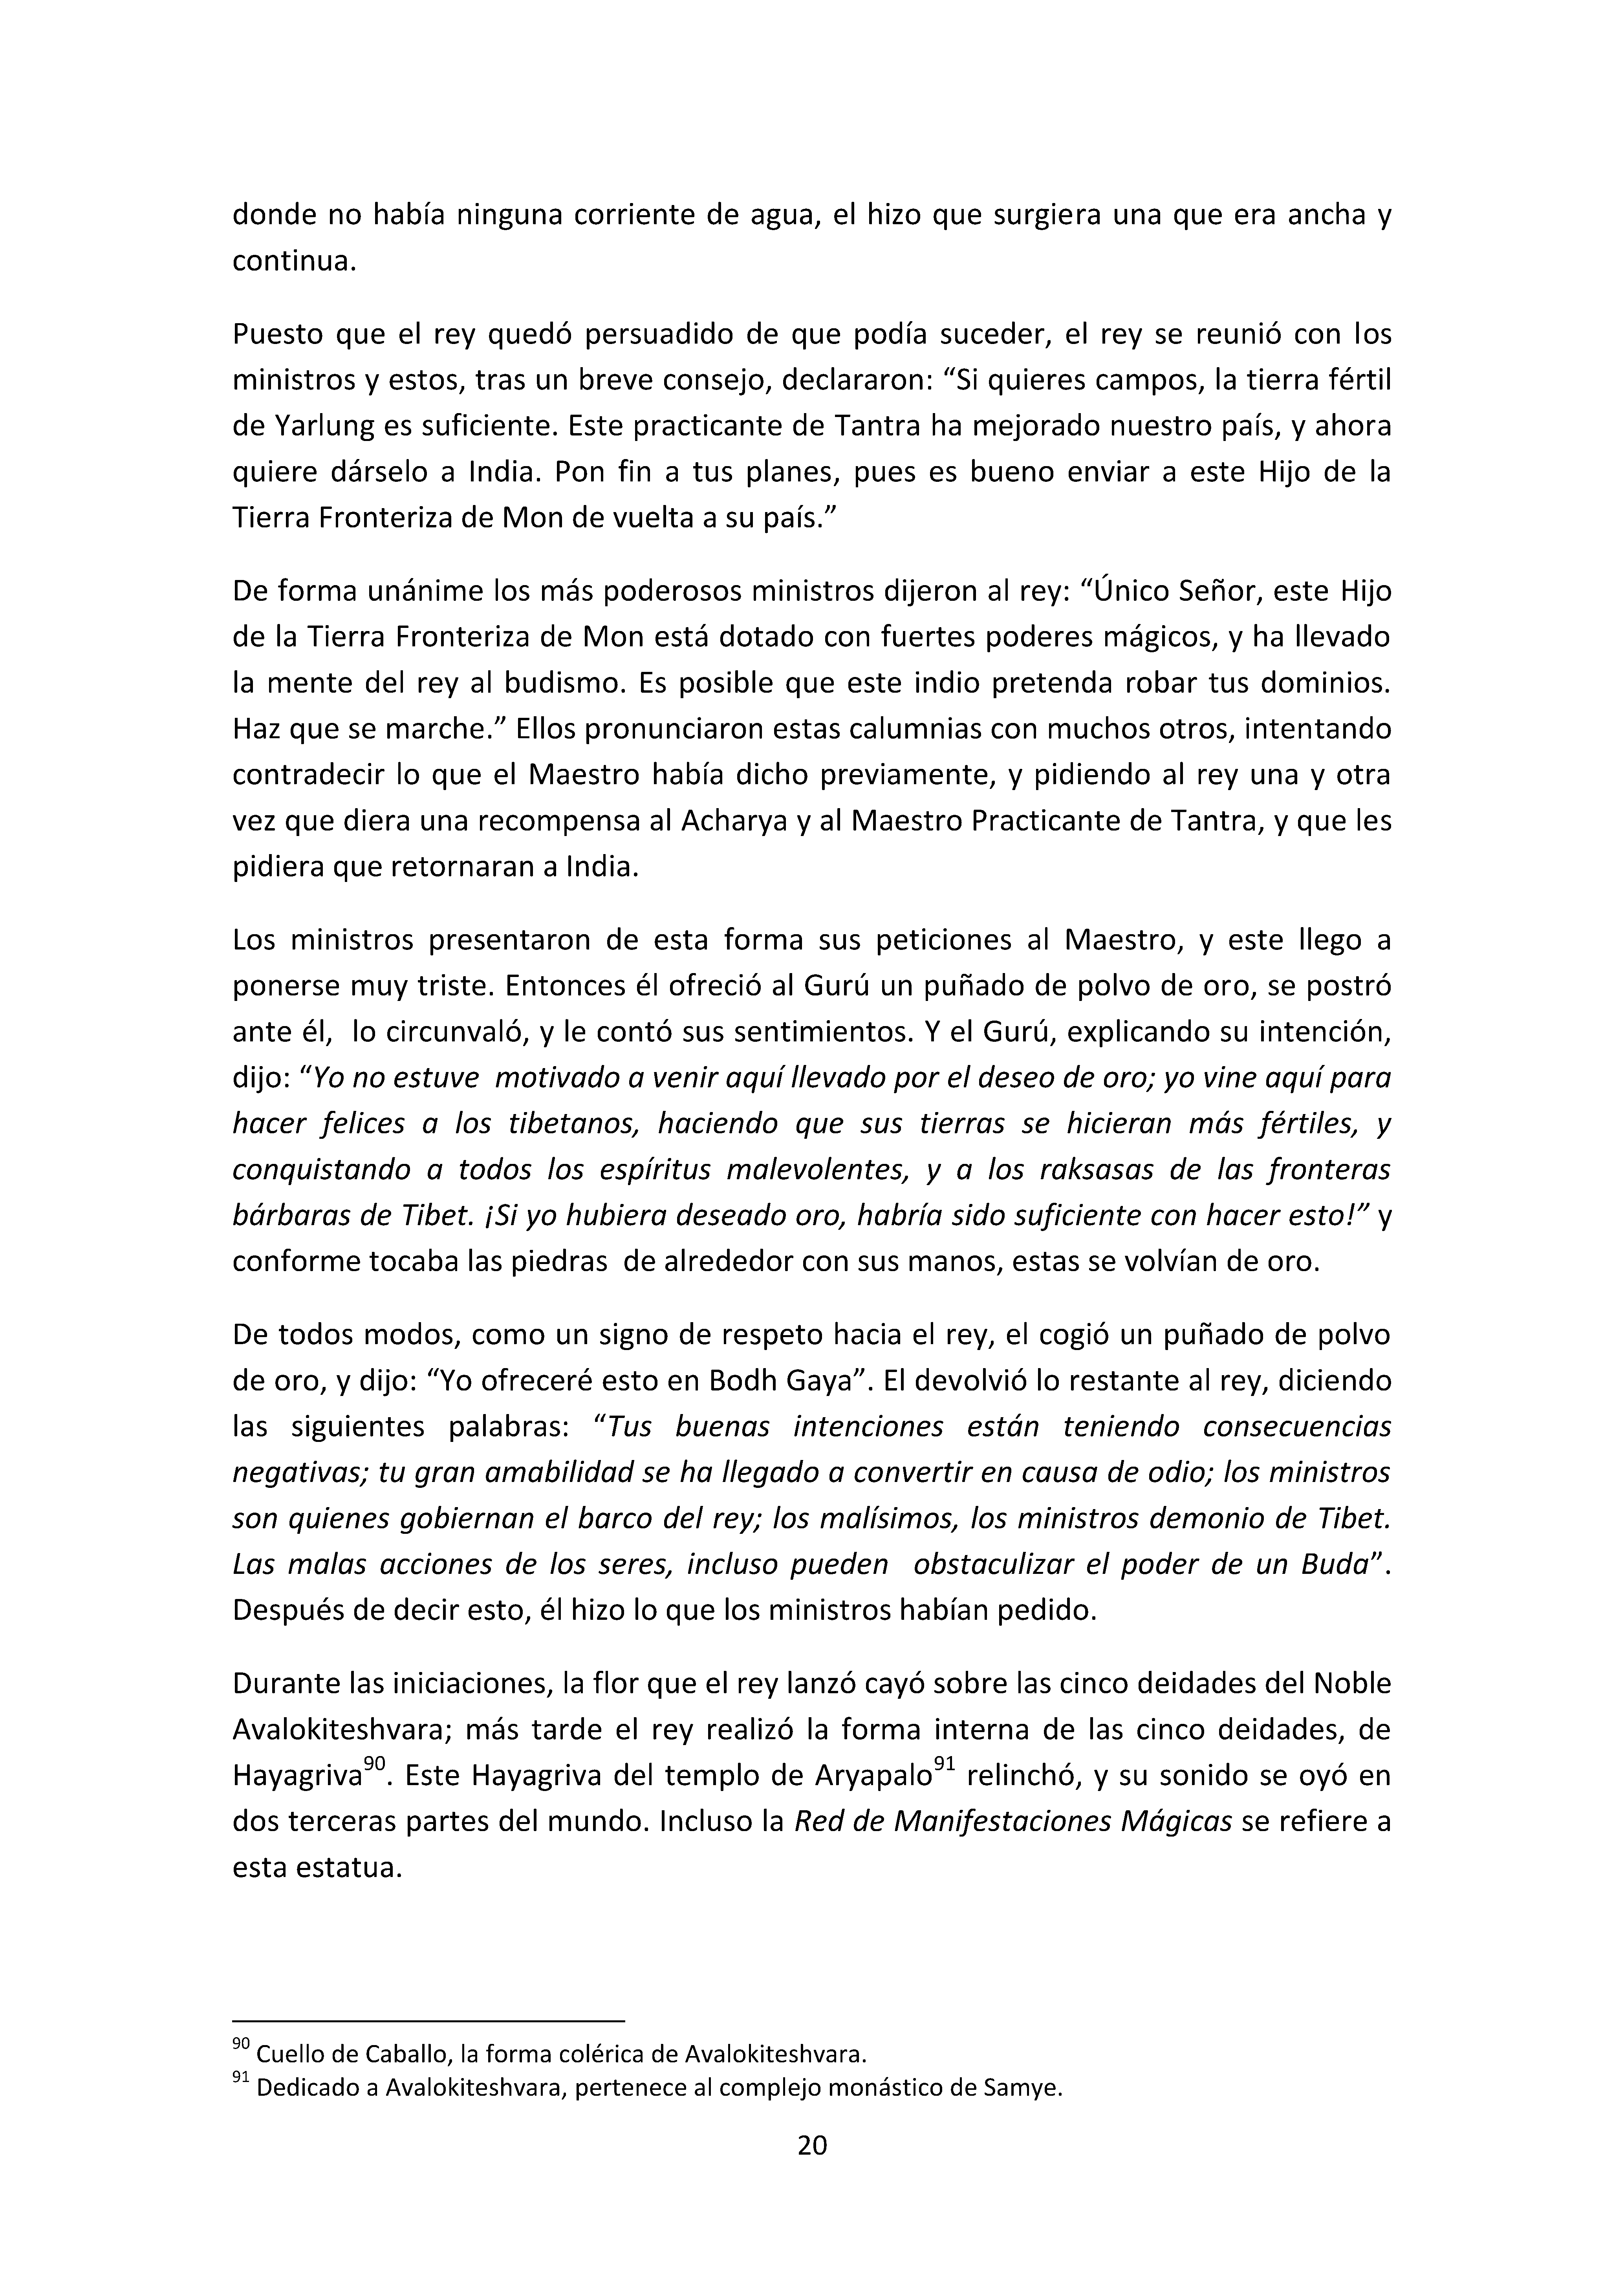 donde no había ninguna corriente de agua, el hizo que surgiera una que era ancha y
continua.
Puesto que el rey quedó persuadido de que podía suceder, el rey se reunió con los
ministros y estos, tras un breve consejo, declararon: “Si quieres campos, la tierra fértil
de Yarlung es suficiente. Este practicante de Tantra ha mejorado nuestro país, y ahora
quiere dárselo a India. Pon fin a tus planes, pues es bueno enviar a este Hijo de la
Tierra Fronteriza de Mon de vuelta a su país.”
De forma unánime los más poderosos ministros dijeron al rey: “Único Señor, este Hijo
de la Tierra Fronteriza de Mon está dotado con fuertes poderes mágicos, y ha llevado
la mente del rey al budismo. Es posible que este indio pretenda robar tus dominios.
Haz que se marche.” Ellos pronunciaron estas calumnias con muchos otros, intentando
contradecir lo que el Maestro había dicho previamente, y pidiendo al rey una y otra
vez que diera una recompensa al Acharya y al Maestro Practicante de Tantra, y que les
pidiera que retornaran a India.
Los ministros presentaron de esta forma sus peticiones al Maestro, y este llego a
ponerse muy triste. Entonces él ofreció al Gurú un puñado de polvo de oro, se postró
ante él, lo circunvaló, y le contó sus sentimientos. Y el Gurú, explicando su intención,
dijo: “Yo no estuve motivado a venir aquí llevado por el deseo de oro; yo vine aquí para
hacer felices a los tibetanos, haciendo que sus tierras se hicieran más fértiles, y
conquistando a todos los espíritus malevolentes, y a los raksasas de las fronteras
bárbaras de Tibet. ¡Si yo hubiera deseado oro, habría sido suficiente con hacer esto!” y
conforme tocaba las piedras de alrededor con sus manos, estas se volvían de oro.
De todos modos, como un signo de respeto hacia el rey, el cogió un puñado de polvo
de oro, y dijo: “Yo ofreceré esto en Bodh Gaya”. El devolvió lo restante al rey, diciendo
las siguientes palabras: “Tus buenas intenciones están teniendo consecuencias
negativas; tu gran amabilidad se ha llegado a convertir en causa de odio; los ministros
son quienes gobiernan el barco del rey; los malísimos, los ministros demonio de Tibet.
Las malas acciones de los seres, incluso pueden obstaculizar el poder de un Buda”.
Después de decir esto, él hizo lo que los ministros habían pedido.
Durante las iniciaciones, la flor que el rey lanzó cayó sobre las cinco deidades del Noble
Avalokiteshvara; más tarde el rey realizó la forma interna de las cinco deidades, de
Hayagriva90. Este Hayagriva del templo de Aryapalo91 relinchó, y su sonido se oyó en
dos terceras partes del mundo. Incluso la Red de Manifestaciones Mágicas se refiere a
esta estatua.
90 Cuello de Caballo, la forma colérica de Avalokiteshvara.
91 Dedicado a Avalokiteshvara, pertenece al complejo monástico de Samye.
20